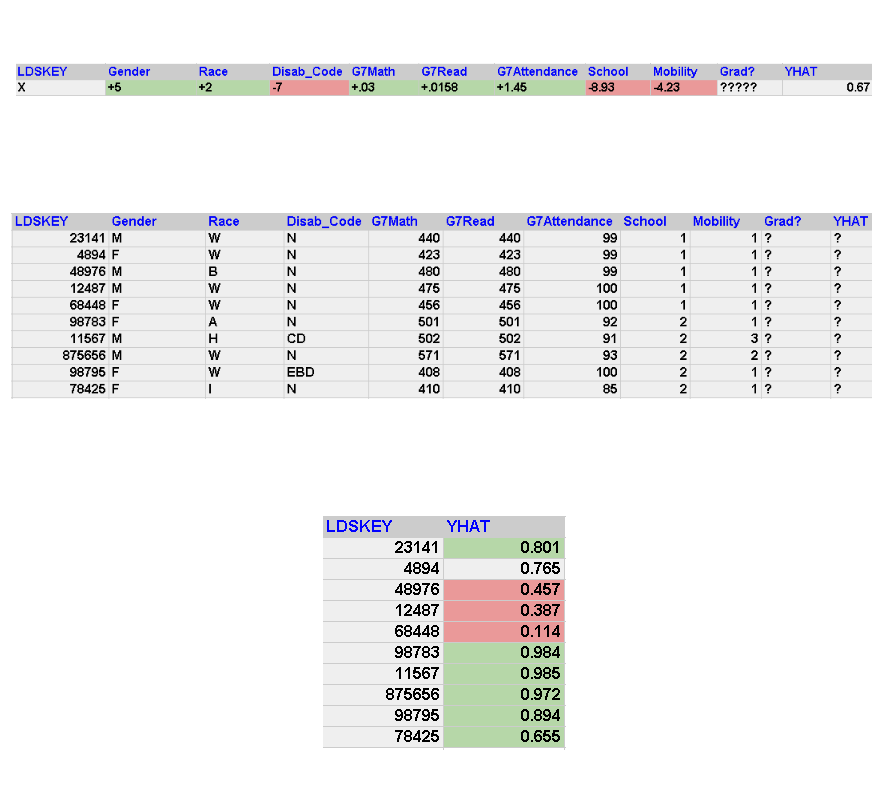 LDSKEY Gender Race Disab_Code G7Math G7Read G7Attendance School Mobility Grad? YHAT
X +5 +2 -7 +.03 +.0158 +1.45 -8.93 -4.23 ????? 0.67
LDSKEY Gender Race Disab_Code G7Math G7Read G7Attendance School Mobility Grad? YHAT
23141 M W N 440 440 99 1 1 ? ?
4894 F W N 423 423 99 1 1 ? ?
48976 M B N 480 480 99 1 1 ? ?
12487 M W N 475 475 100 1 1 ? ?
68448 F W N 456 456 100 1 1 ? ?
98783 F A N 501 501 92 2 1 ? ?
11567 M H CD 502 502 91 2 3 ? ?
875656 M W N 571 571 93 2 2 ? ?
98795 F W EBD 408 408 100 2 1 ? ?
78425 F I N 410 410 85 2 1 ? ?
LDSKEY YHAT
23141 0.801
4894 0.765
48976 0.457
12487 0.387
68448 0.114
98783 0.984
11567 0.985
875656 0.972
98795 0.894
78425 0.655